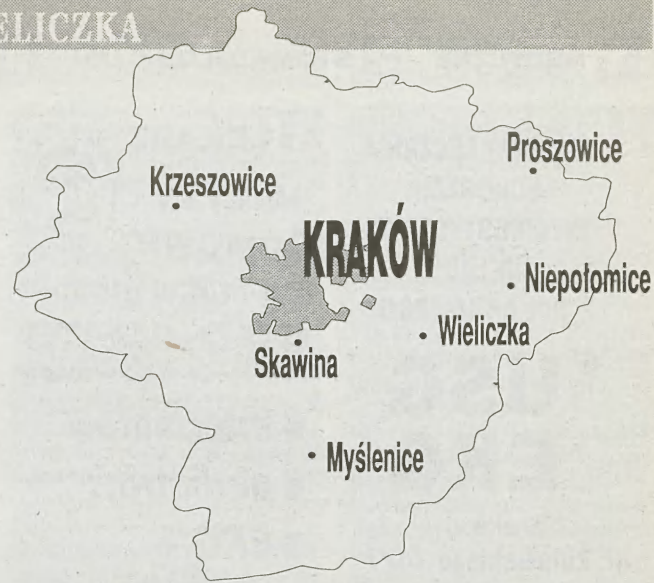 ELICZKA
Proszowice
Krzeszowice
KRAKÓW
Niepołomice
Wieliczka
Skawina
Myślenice